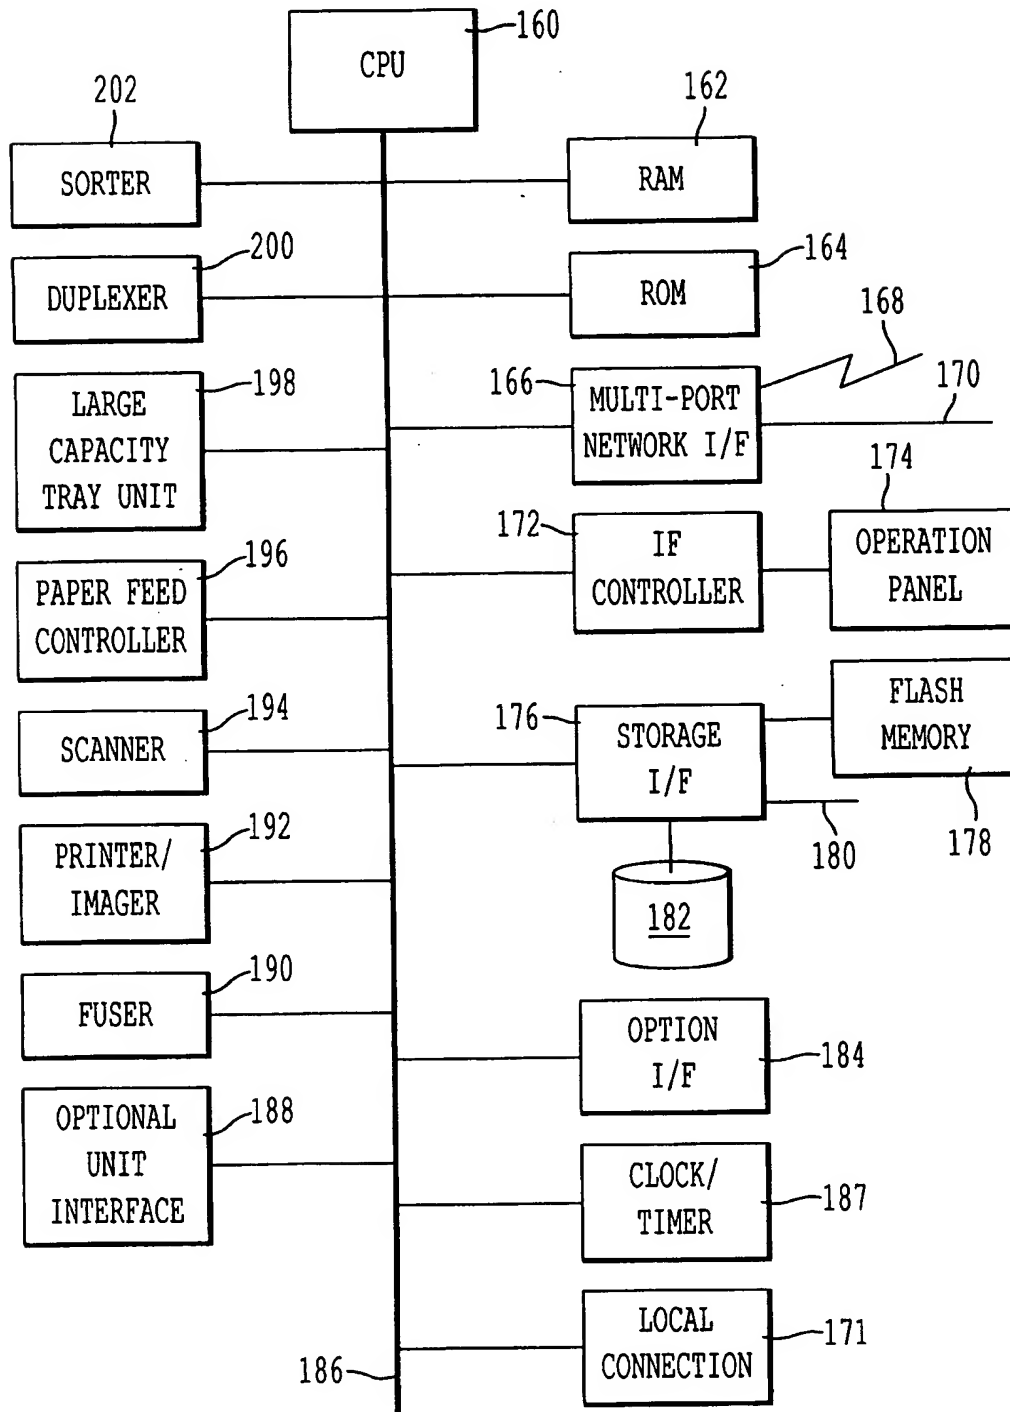 CPU
160
202
SORTER
162
RAM
200
DUPLEXER
164
ROM
168
198
LARGE
CAPACITY
TRAY UNIT
166
MULTI-PORT
NETWORK I/F
170
174
172
IF
CONTROLLER
OPERATION
PANEL
196
PAPER FEED
CONTROLLER
194
SCANNER
176
STORAGE
I/F
FLASH
MEMORY
178
180
182
192
PRINTER/
IMAGER
190
FUSER
OPTION
I/F
184
188
OPTIONAL
UNIT
INTERFACE
CLOCK/
TIMER
187
LOCAL
CONNECTION
171
186